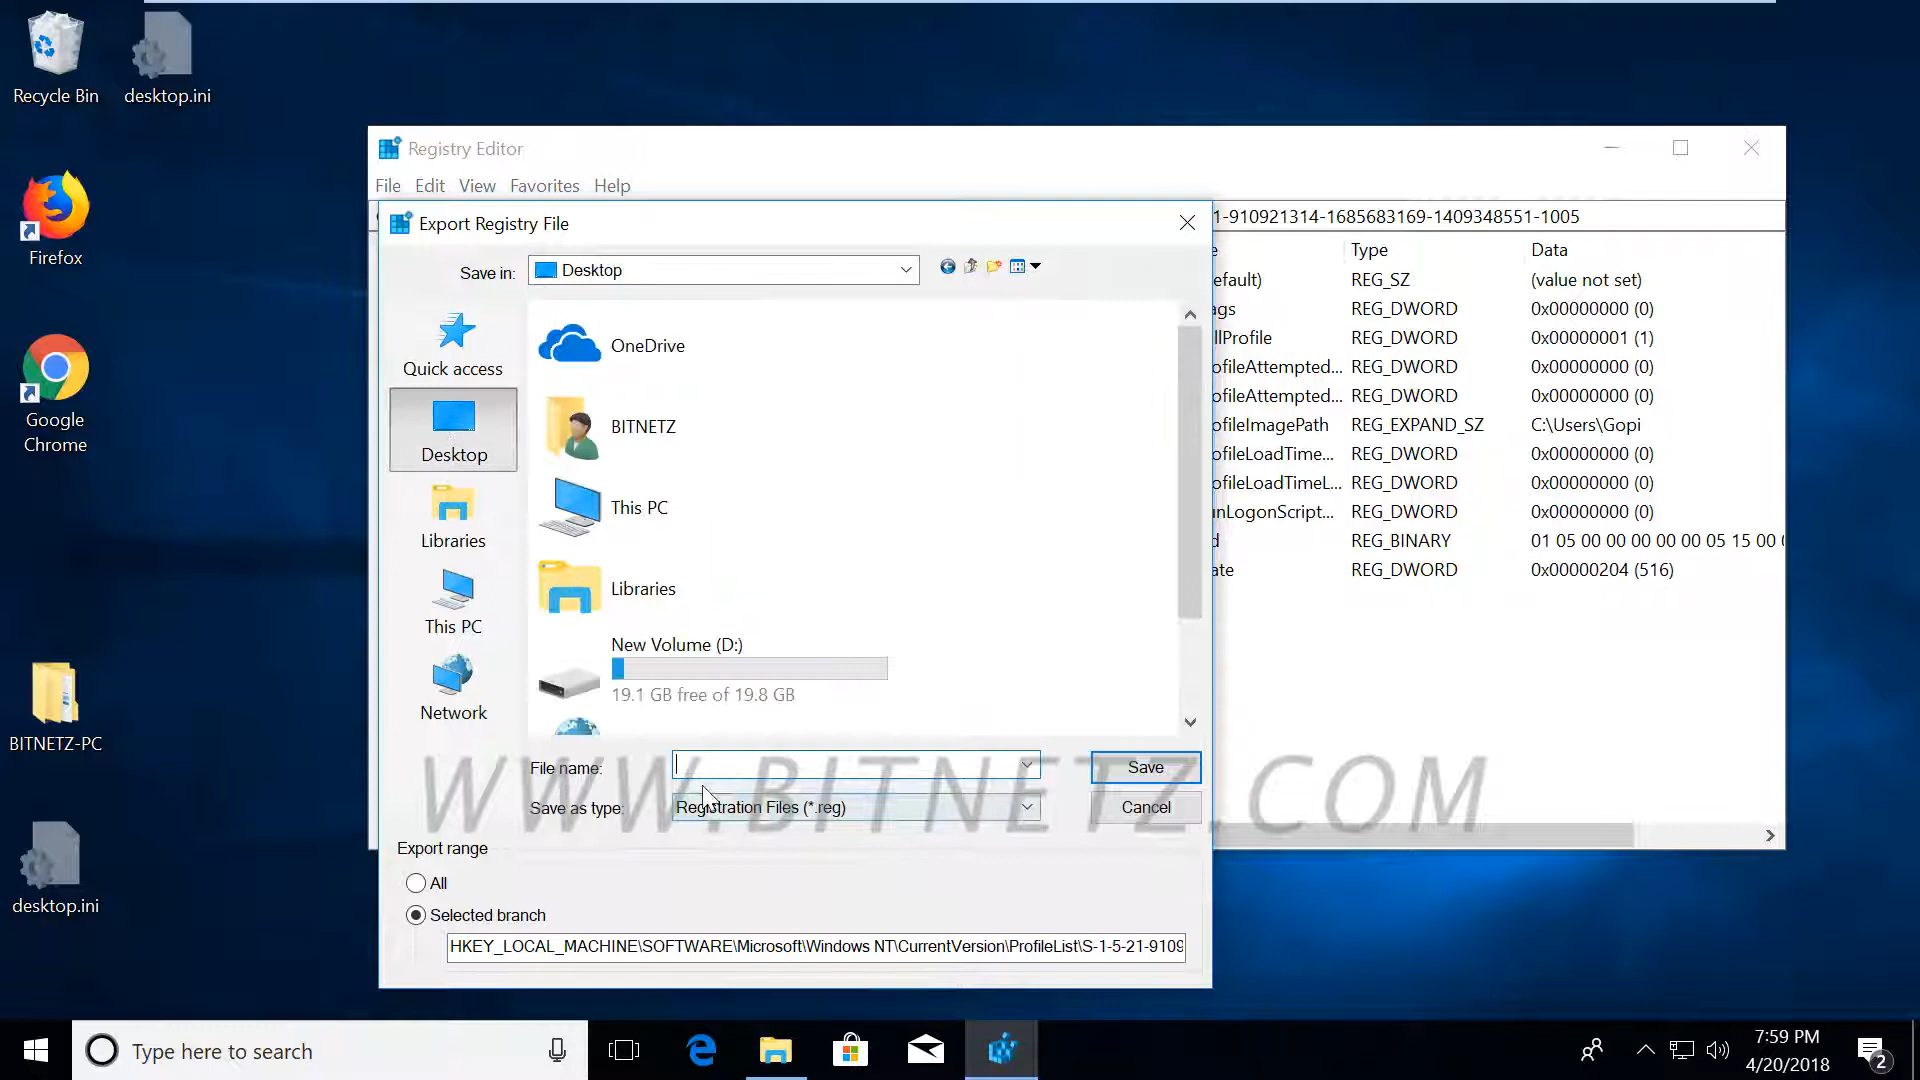 Recycle Bin
desktop.ini
Firefox
Google
Chrome
BITNETZ-PC
desktop.ini
Registry Editor
File Edit View Favorites Help
1-910921314-1685683169-1409348551-1005
Export Registry File
Save in: Desktop
Quick access
Desktop
Libraries
This PC
Network
OneDrive
BITNETZ
This PC
Libraries
New Volume (D:)
19.1 GB free of 19.8 GB
File name:
Save
Save as type: Registration Files (*.reg)
Cancel
Export range
All
Selected branch
HKEY_LOCAL_MACHINE\SOFTWARE\Microsoft\Windows NT\CurrentVersion\ProfileList\S-1-5-21-9109
e Type Data
efault) REG_SZ (value not set)
ags REG_DWORD 0x00000000 (0)
llProfile REG_DWORD 0x00000001 (1)
ofileAttempted... REG_DWORD 0x00000000 (0)
ofileAttempted... REG_DWORD 0x00000000 (0)
ofileImagePath REG_EXPAND_SZ C:\Users\Gopi
ofileLoadTime... REG_DWORD 0x00000000 (0)
ofileLoadTimeL... REG_DWORD 0x00000000 (0)
unLogonScript... REG_DWORD 0x00000000 (0)
d REG_BINARY 01 05 00 00 00 00 00 05 15 00 0
ate REG_DWORD 0x00000204 (516)
WWW.BITNETZ.COM
Type here to search
7:59 PM
4/20/2018
2